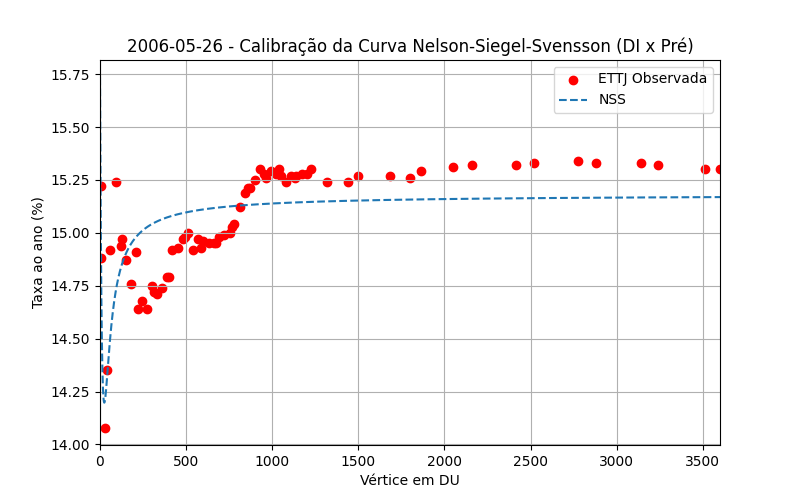 2006-05-26 - Calibração da Curva Nelson-Siegel-Svensson (DI x Pré)
ETTJ Observada
NSS
Taxa ao ano (%)
15.75
15.50
15.25
15.00
14.75
14.50
14.25
14.00
0 500 1000 1500 2000 2500 3000 3500
Vértice em DU